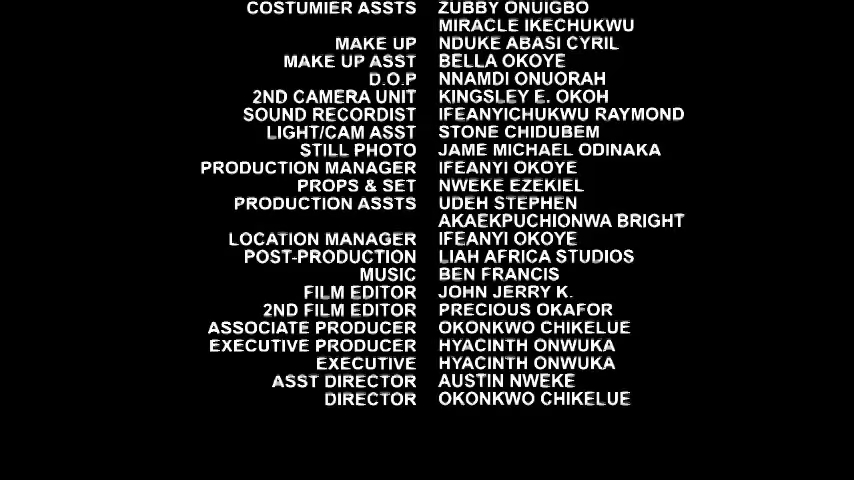 COSTUMIER ASSTS ZUBBY ONUIGBO
MIRACLE IKECHUKWU
MAKE UP NDUKE ABASI CYRIL
MAKE UP ASST BELLA OKOYE
D.O.P NNAMDI ONUORAH
2ND CAMERA UNIT KINGSLEY E. OKOH
SOUND RECORDIST IFEANYICHUKWU RAYMOND
LIGHT/CAM ASST STONE CHIDUBEM
STILL PHOTO JAME MICHAEL ODINAKA
PRODUCTION MANAGER IFEANYI OKOYE
PROPS & SET NWEKE EZEKIEL
PRODUCTION ASSTS UDEH STEPHEN
AKAEKPUCHIONWA BRIGHT
LOCATION MANAGER IFEANYI OKOYE
POST-PRODUCTION LIAH AFRICA STUDIOS
MUSIC BEN FRANCIS
FILM EDITOR JOHN JERRY K.
2ND FILM EDITOR PRECIOUS OKAFOR
ASSOCIATE PRODUCER OKONKWO CHIKELUE
EXECUTIVE PRODUCER HYACINTH ONWUKA
EXECUTIVE HYACINTH ONWUKA
ASST DIRECTOR AUSTIN NWEKE
DIRECTOR OKONKWO CHIKELUE